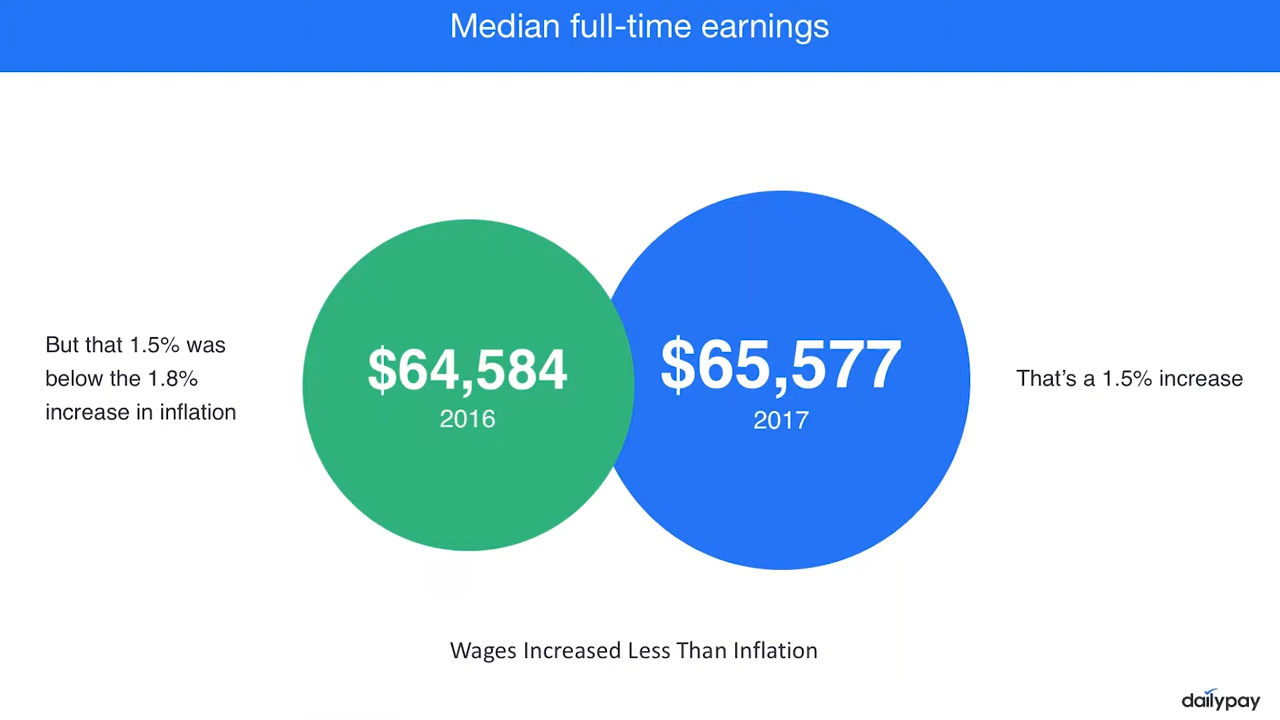 Median full-time earnings
But that 1.5% was
below the 1.8%
increase in inflation
$64,584
2016
$65,577
2017
That’s a 1.5% increase
Wages Increased Less Than Inflation
dailypay